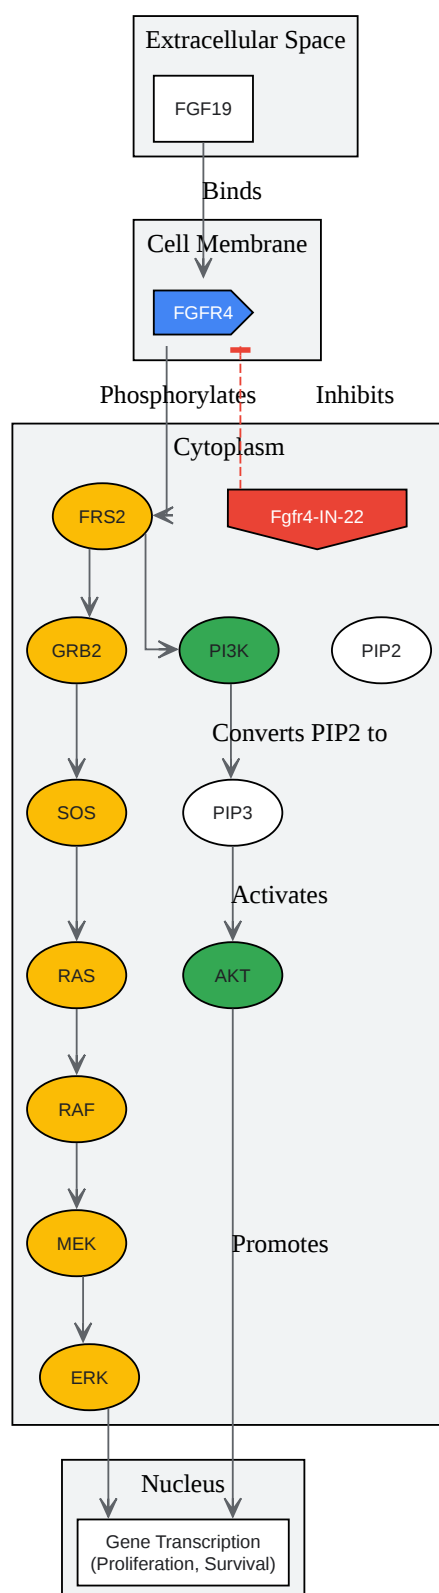 Extracellular Space
FGF19
Binds
Cell Membrane
FGFR4
Phosphorylates
Inhibits
Cytoplasm
FRS2
Fgfr4-IN-22
GRB2
PI3K
PIP2
Converts PIP2 to
SOS
PIP3
Activates
RAS
AKT
RAF
MEK
Promotes
ERK
Nucleus
Gene Transcription
(Proliferation, Survival)